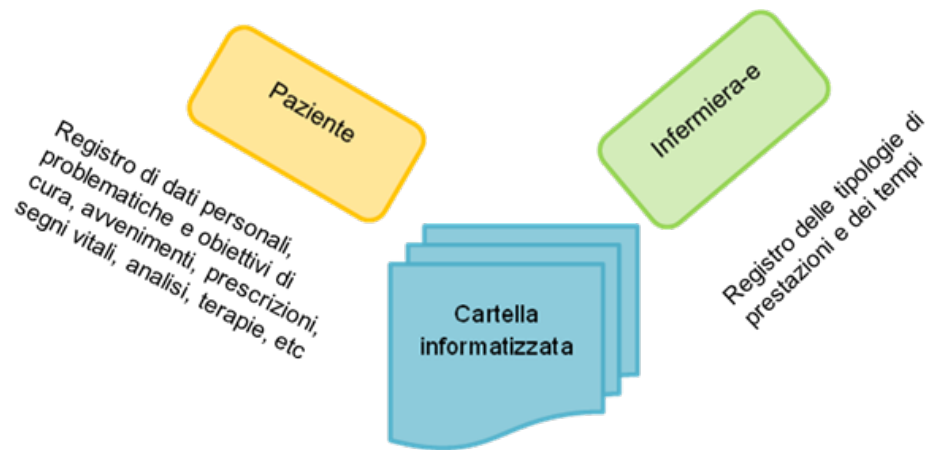 Paziente
Infermiera-e
Registro di dati personali,
problematiche e obiettivi di
cura, avvenimenti, prescrizioni,
segni vitali, analisi, terapie, etc
Registro delle tipologie di
prestazioni e dei tempi
Cartella
informatizzata